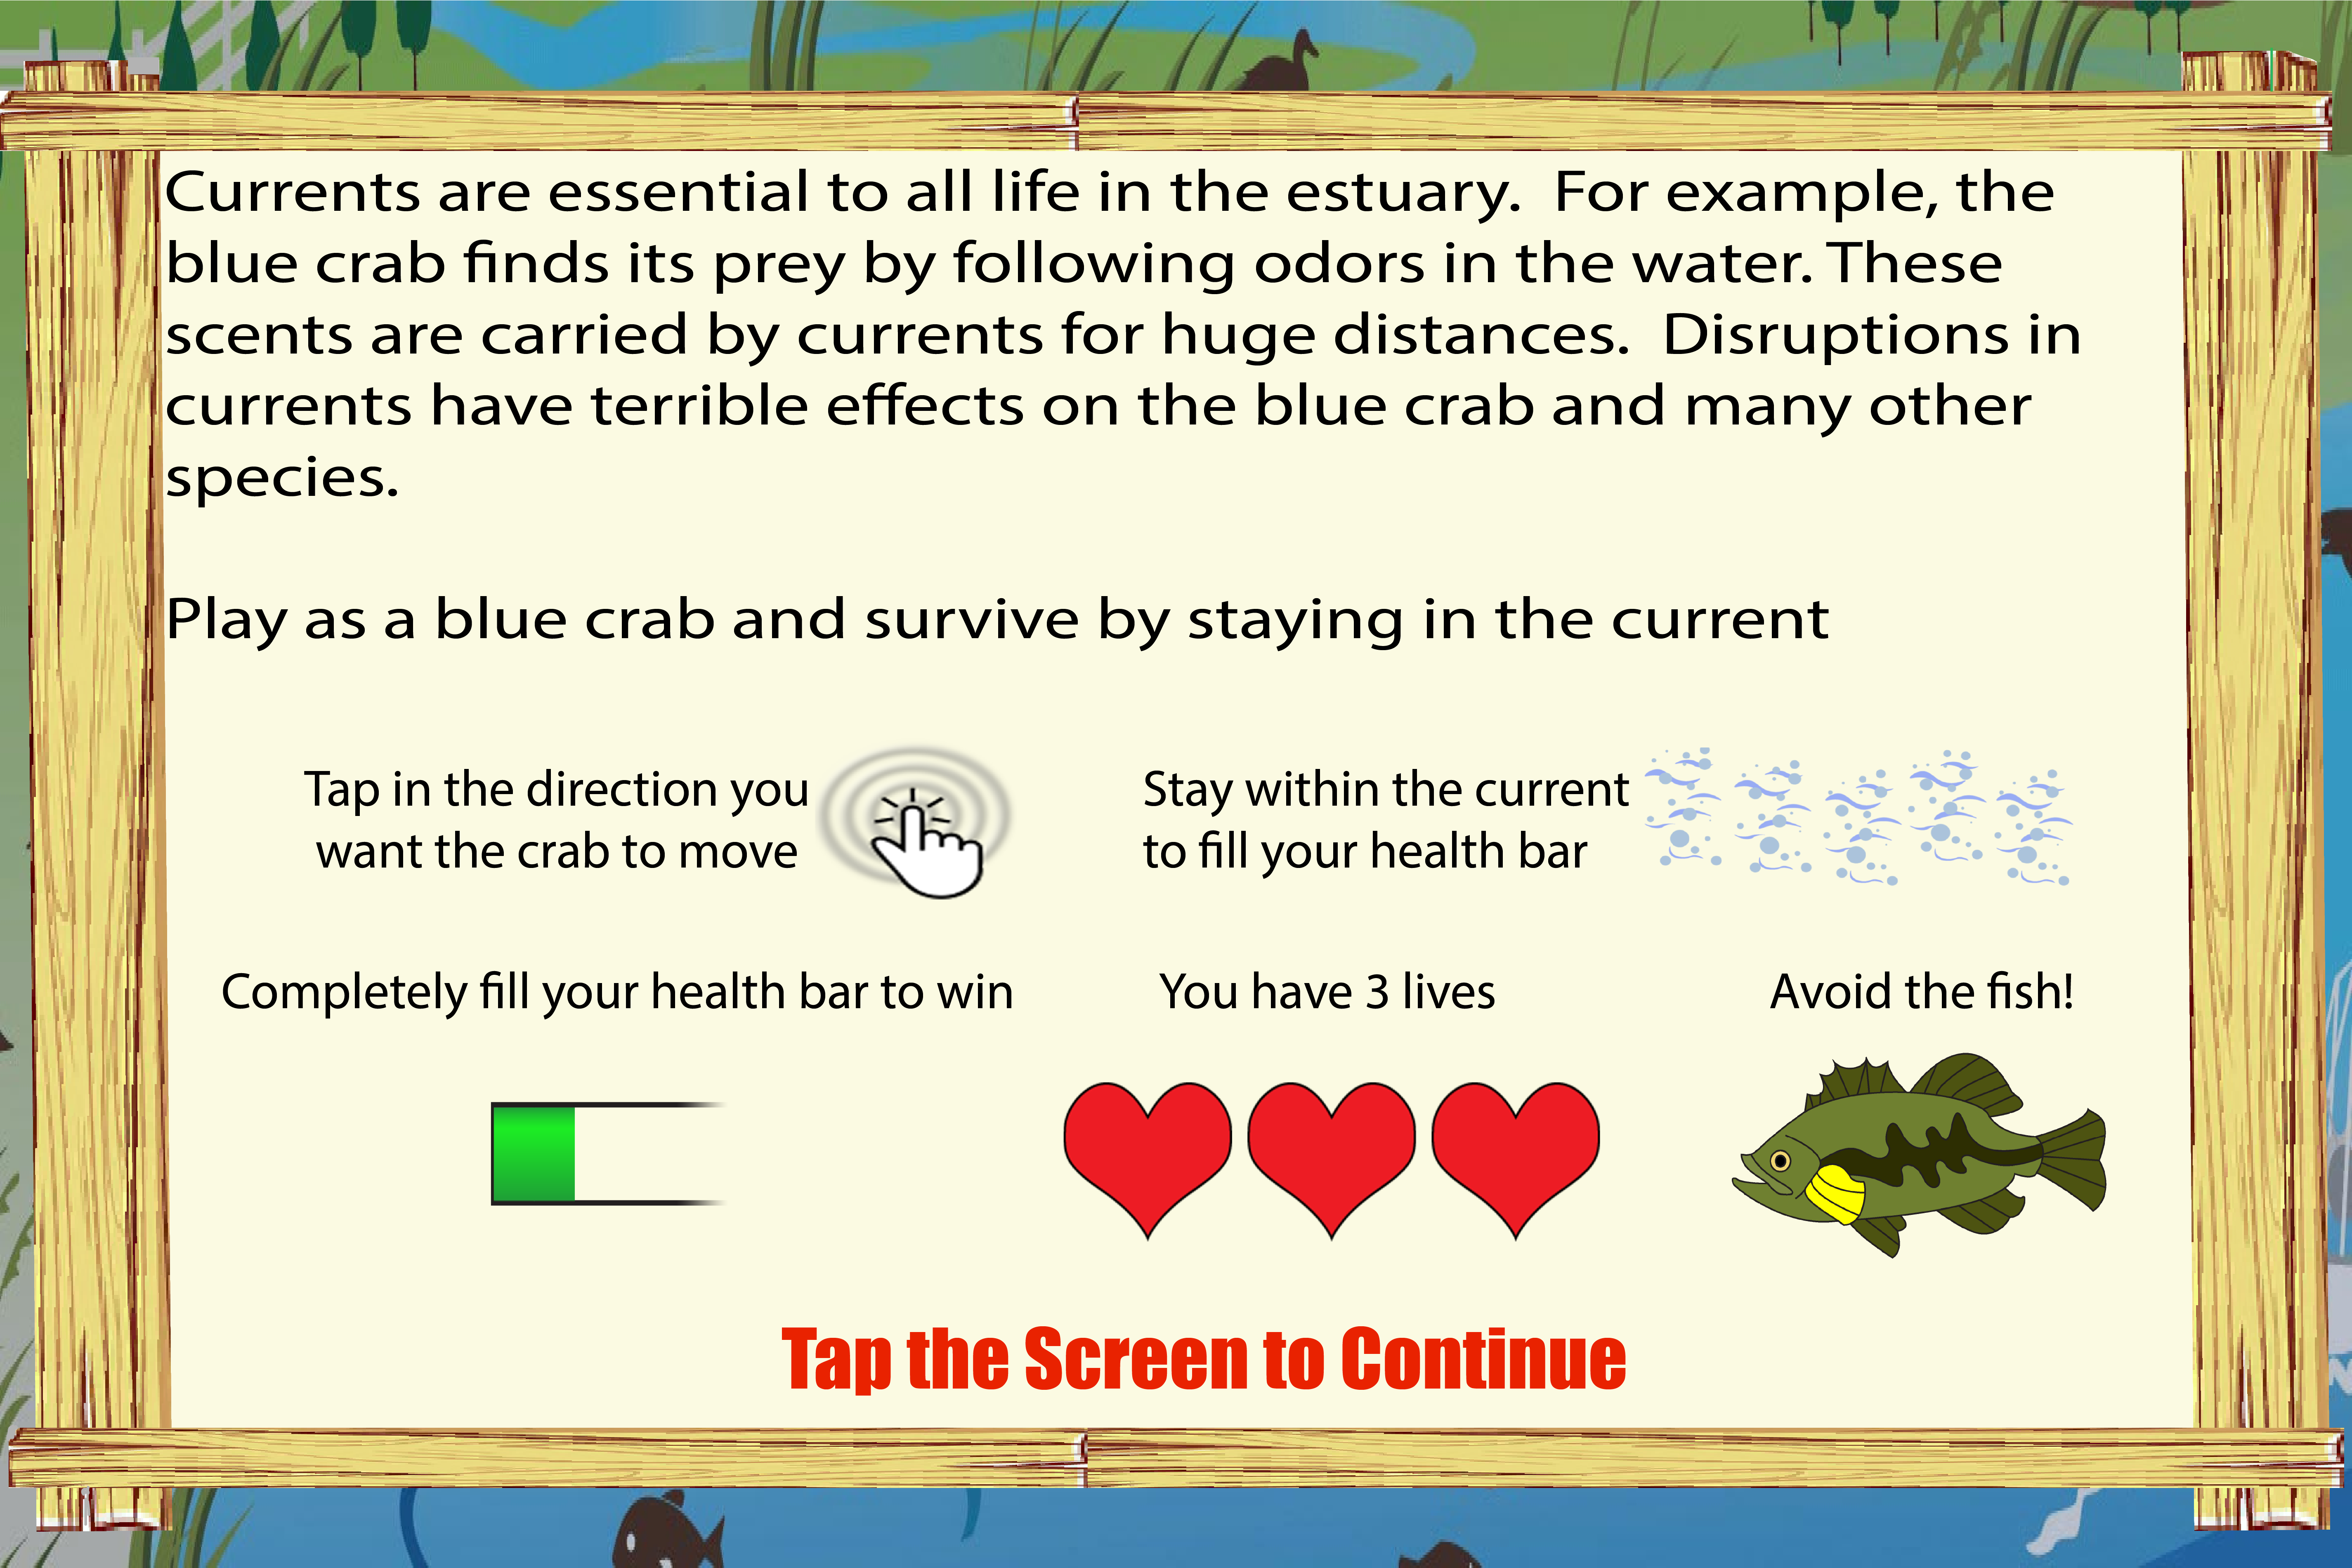 Currents are essential to all life in the estuary.  For example, the
blue crab finds its prey by following odors in the water. These
scents are carried by currents for huge distances.  Disruptions in
currents have terrible effects on the blue crab and many other
species.
Play as a blue crab and survive by staying in the current
Tap in the direction you
want the crab to move
Stay within the current
to fill your health bar
Completely fill your health bar to win
You have 3 lives
Avoid the fish!
Tap the Screen to Continue